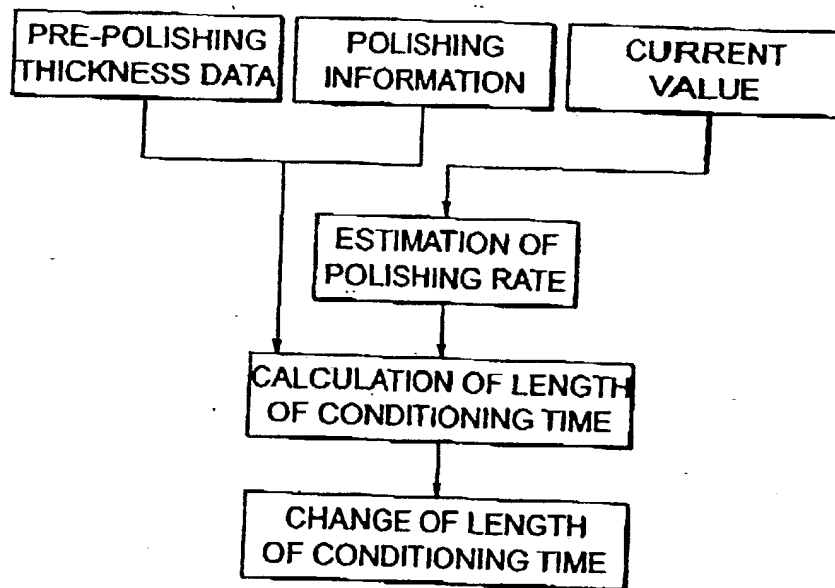 PRE-POLISHING
THICKNESS DATA
POLISHING
INFORMATION
CURRENT
VALUE
ESTIMATION OF
POLISHING RATE
CALCULATION OF LENGTH
OF CONDITIONING TIME
CHANGE OF LENGTH
OF CONDITIONING TIME